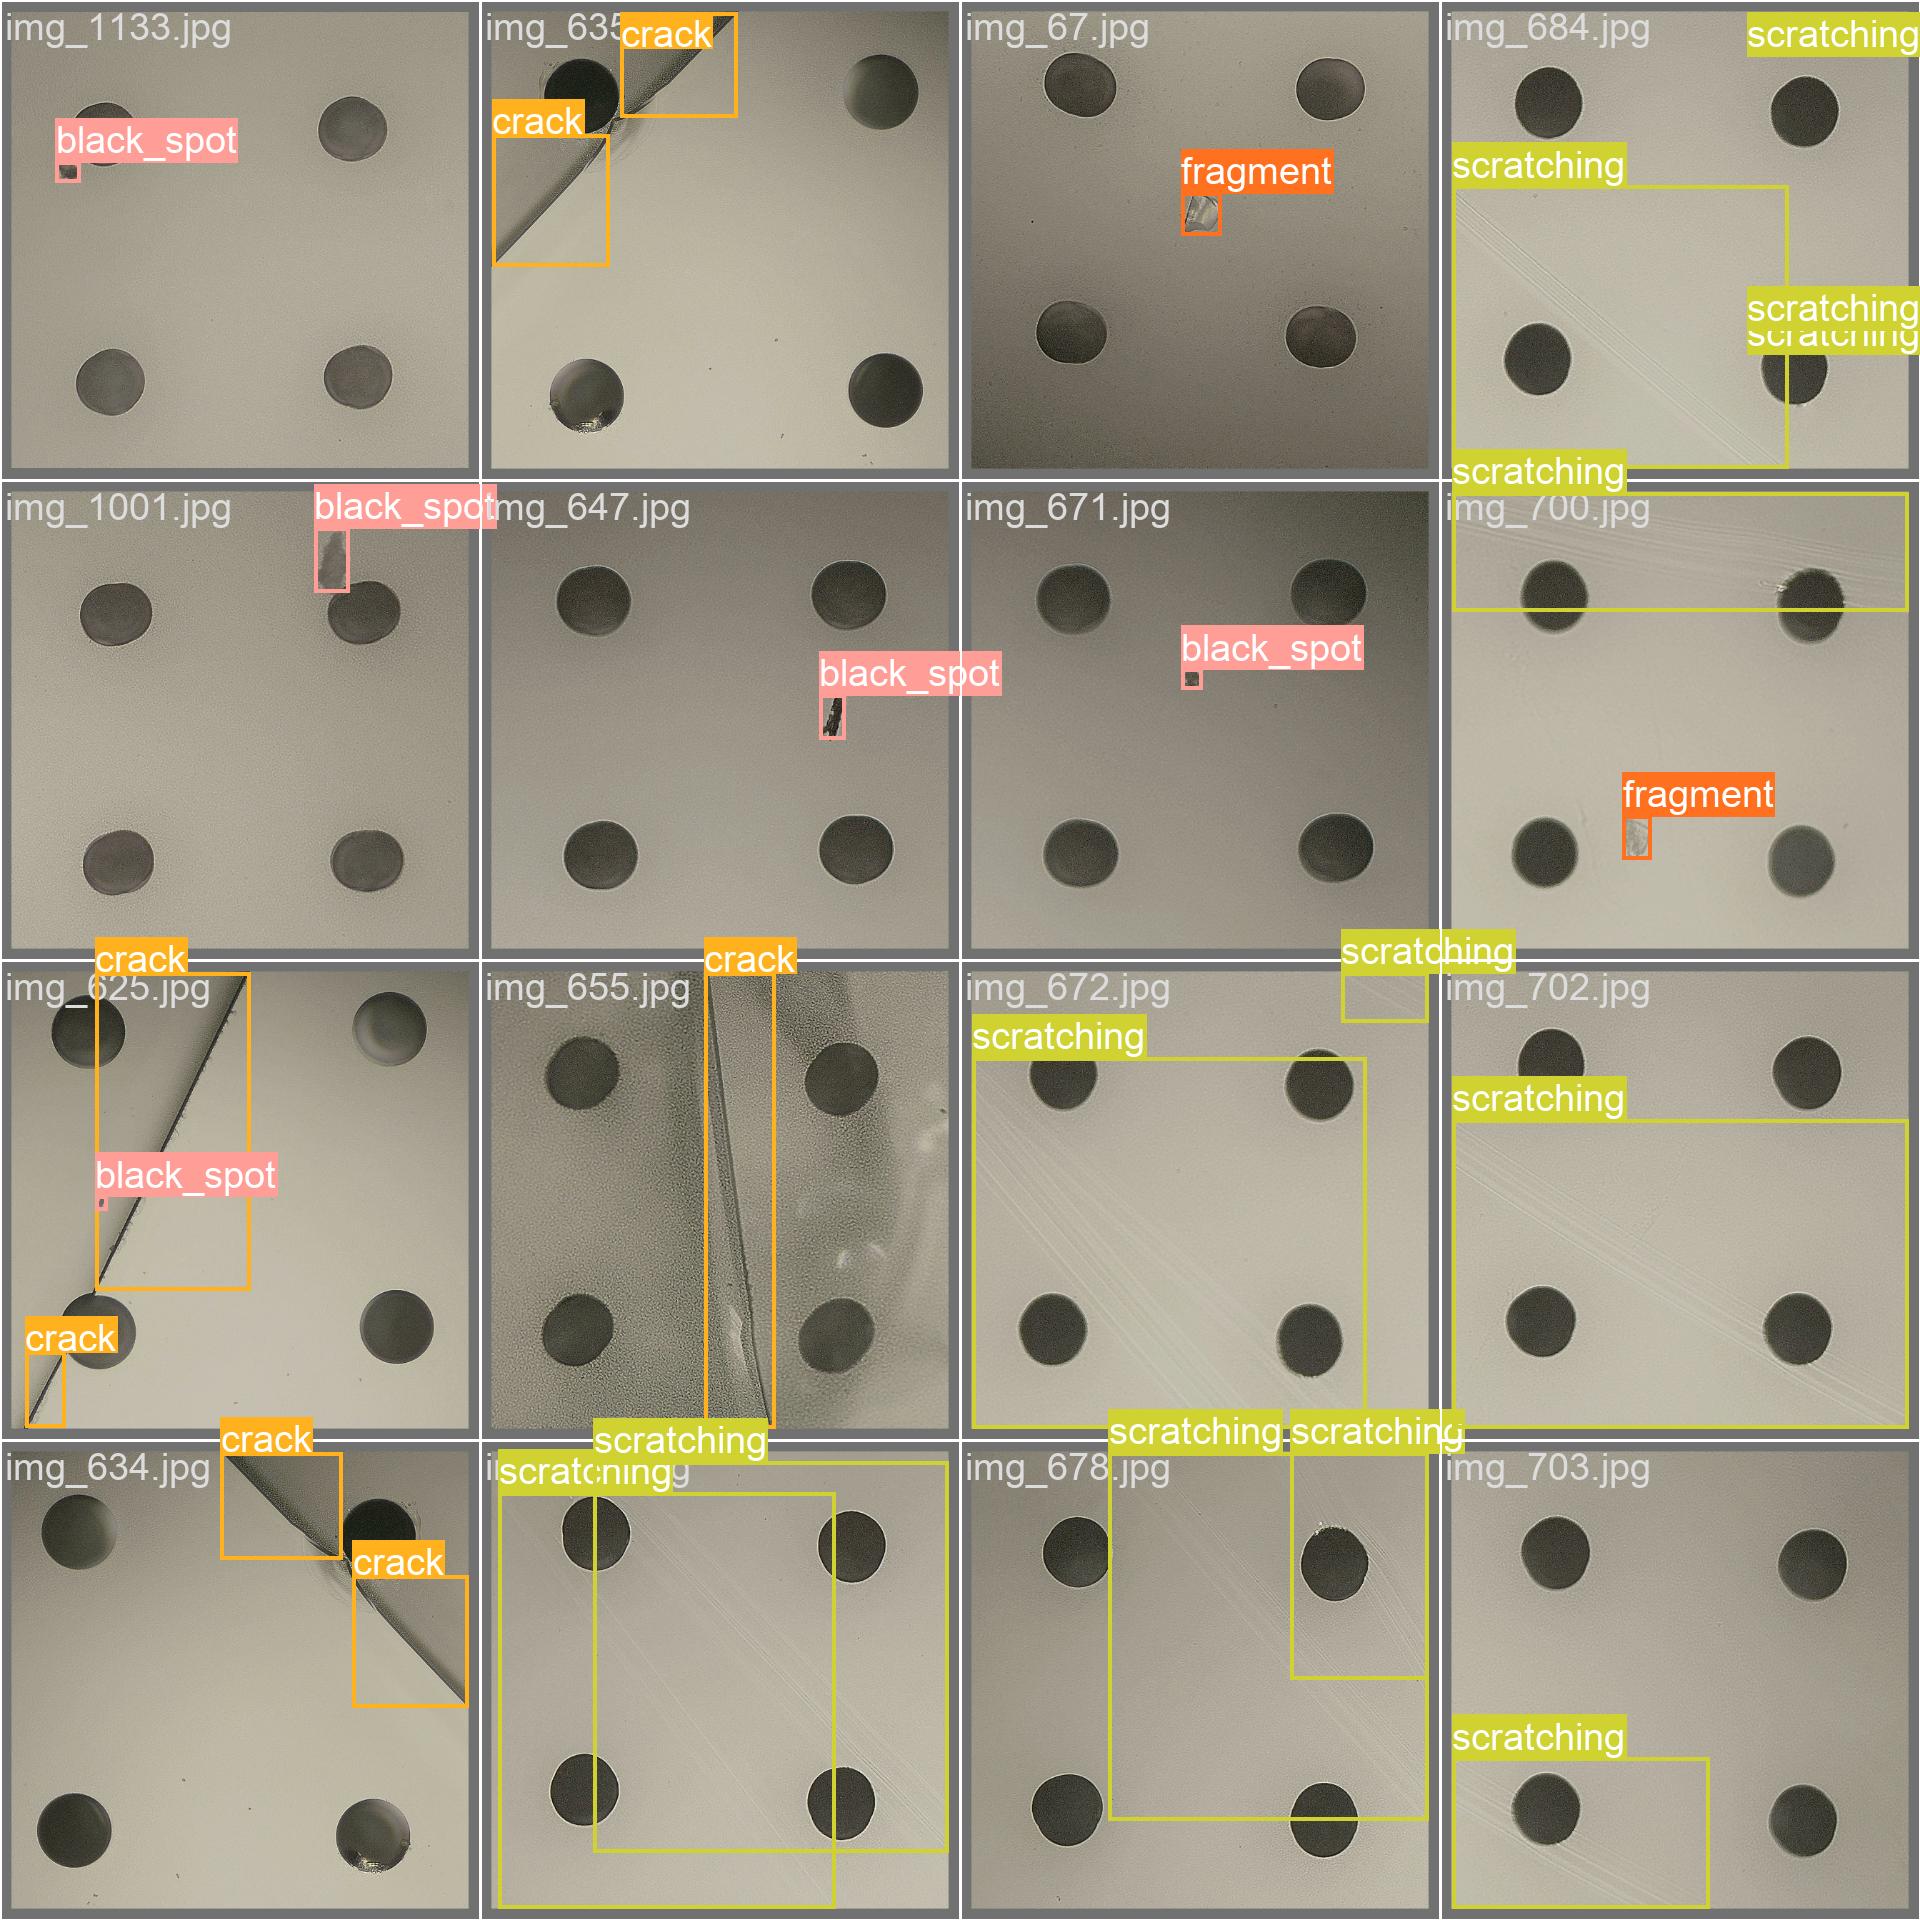 img_1133.jpg
black_spot
img_635
crack
crack
img_67.jpg
fragment
img_684.jpg
scratching
scratching
scratching
scratching
scratching
img_1001.jpg
black_spot
img_647.jpg
black_spot
img_671.jpg
black_spot
img_700.jpg
fragment
img_625.jpg
crack
black_spot
crack
img_655.jpg
crack
img_672.jpg
scratching
scratching
img_702.jpg
scratching
img_634.jpg
crack
crack
scratching
scratching
img_678.jpg
scratching
scratching
img_703.jpg
scratching